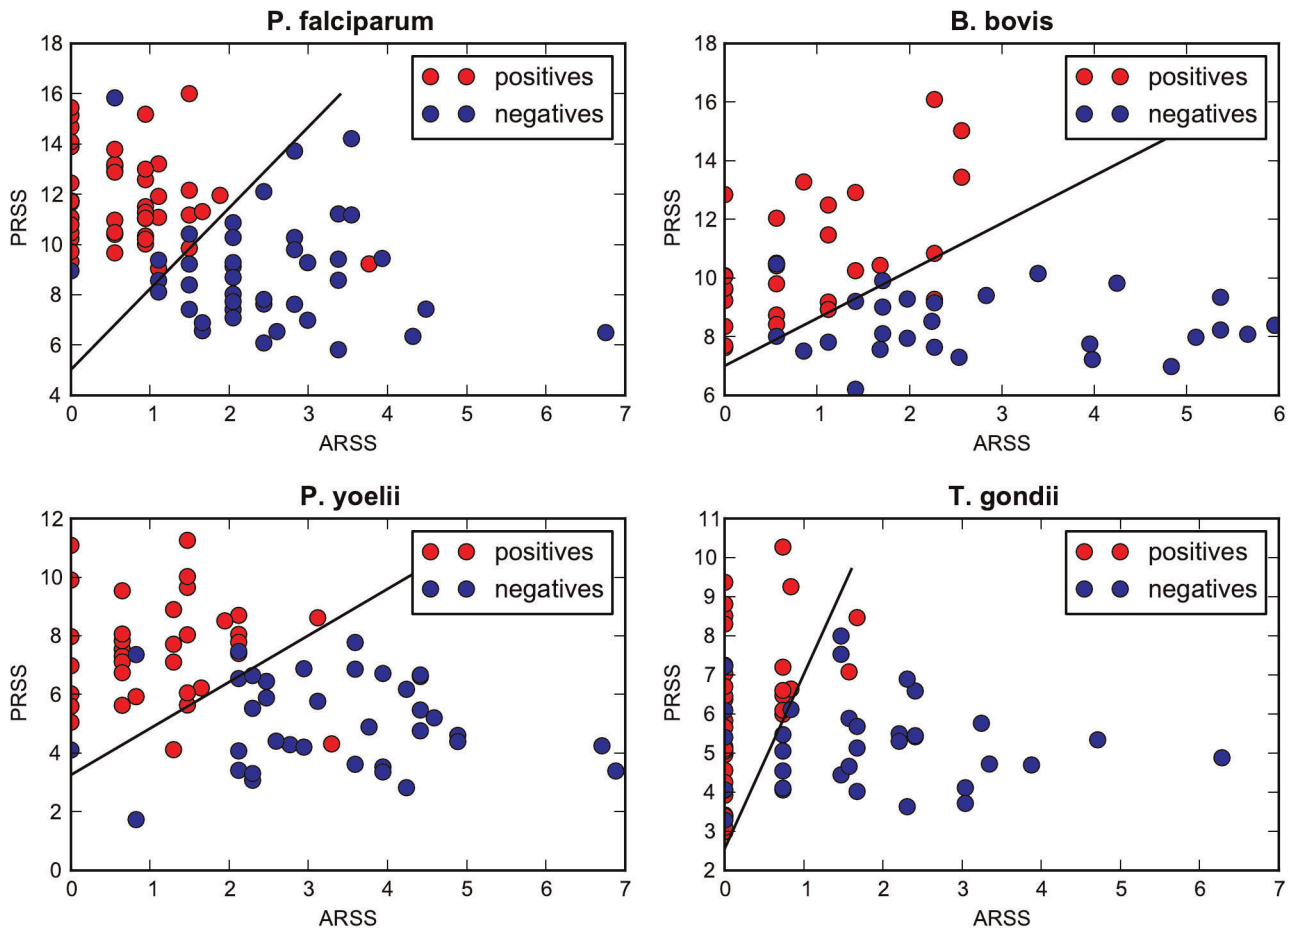 P. falciparum
18
16
14
12
10
8
6
4
PRSS
positives
negatives
0 1 2 3 4 5 6 7
ARSS
B. bovis
18
16
14
12
10
8
6
PRSS
positives
negatives
0 1 2 3 4 5 6
ARSS
P. yoelii
12
10
8
6
4
2
0
PRSS
positives
negatives
0 1 2 3 4 5 6 7
ARSS
T. gondii
11
10
9
8
7
6
5
4
3
2
PRSS
positives
negatives
0 1 2 3 4 5 6 7
ARSS